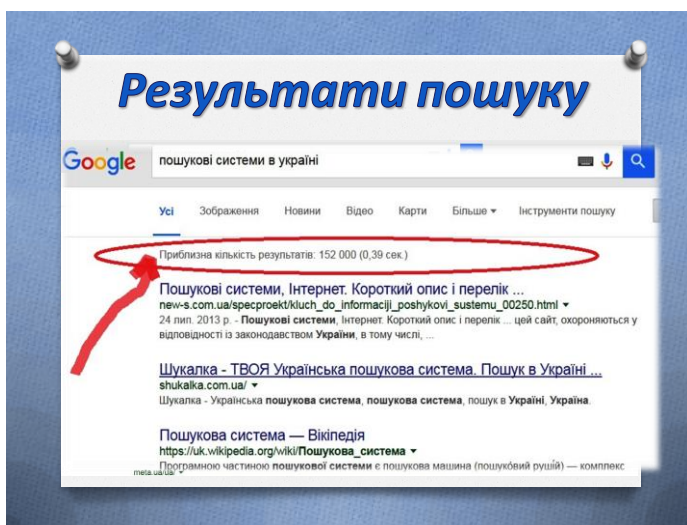 Результати пошуку
Google
пошукові системи в україні
Усі Зображення Новини Відео Карти Більше Інструменти пошуку
Приблизна кількість результатів: 152 000 (0,39 сек.)
Пошукові системи, Інтернет. Короткий опис і перелік ...
new-s.com.ua/specproekt/kluch_do_informaciji_poshykovi_sustemu_00250.html
24 лип. 2013 р. - Пошукові системи, Інтернет. Короткий опис і перелік ... цей сайт, охороняються у
відповідності із законодавством України, в тому числі, ...
Шукалка - ТВОЯ Українська пошукова система. Пошук в Україні ...
shukalka.com.ua/
Шукалка - Українська пошукова система, пошукова система, пошук в Україні, Україна.
Пошукова система — Вікіпедія
https://uk.wikipedia.org/wiki/Пошукова_система
Програмною частиною пошукової системи є пошукова машина (пошукóвий рушíй) — комплекс
meta.ua/ua/